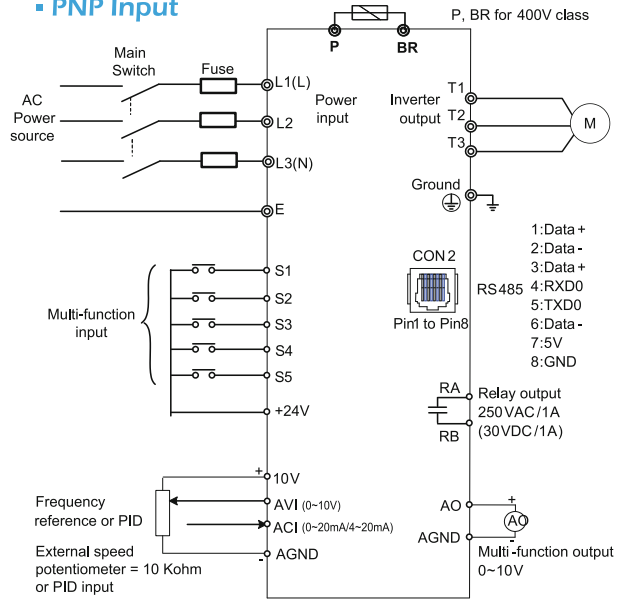 ▪ PNP Input
P, BR for 400V class
P
BR
Main
Switch
Fuse
AC
Power
source
L1(L)
L2
L3(N)
E
Power
input
Inverter
output
T1
T2
T3
M
Ground
CON2
Pin1 to Pin8
RS485
1:Data+
2:Data-
3:Data+
4:RXD0
5:TXD0
6:Data-
7:5V
8:GND
Multi-function
input
S1
S2
S3
S4
S5
+24V
RA
RB
Relay output
250VAC/1A
(30VDC/1A)
+
10V
AVI (0~10V)
ACI (0~20mA/4~20mA)
-
AGND
Frequency
reference or PID
External speed
potentiometer = 10 Kohm
or PID input
AO
AGND
+
AO
-
Multi-function output
0~10V